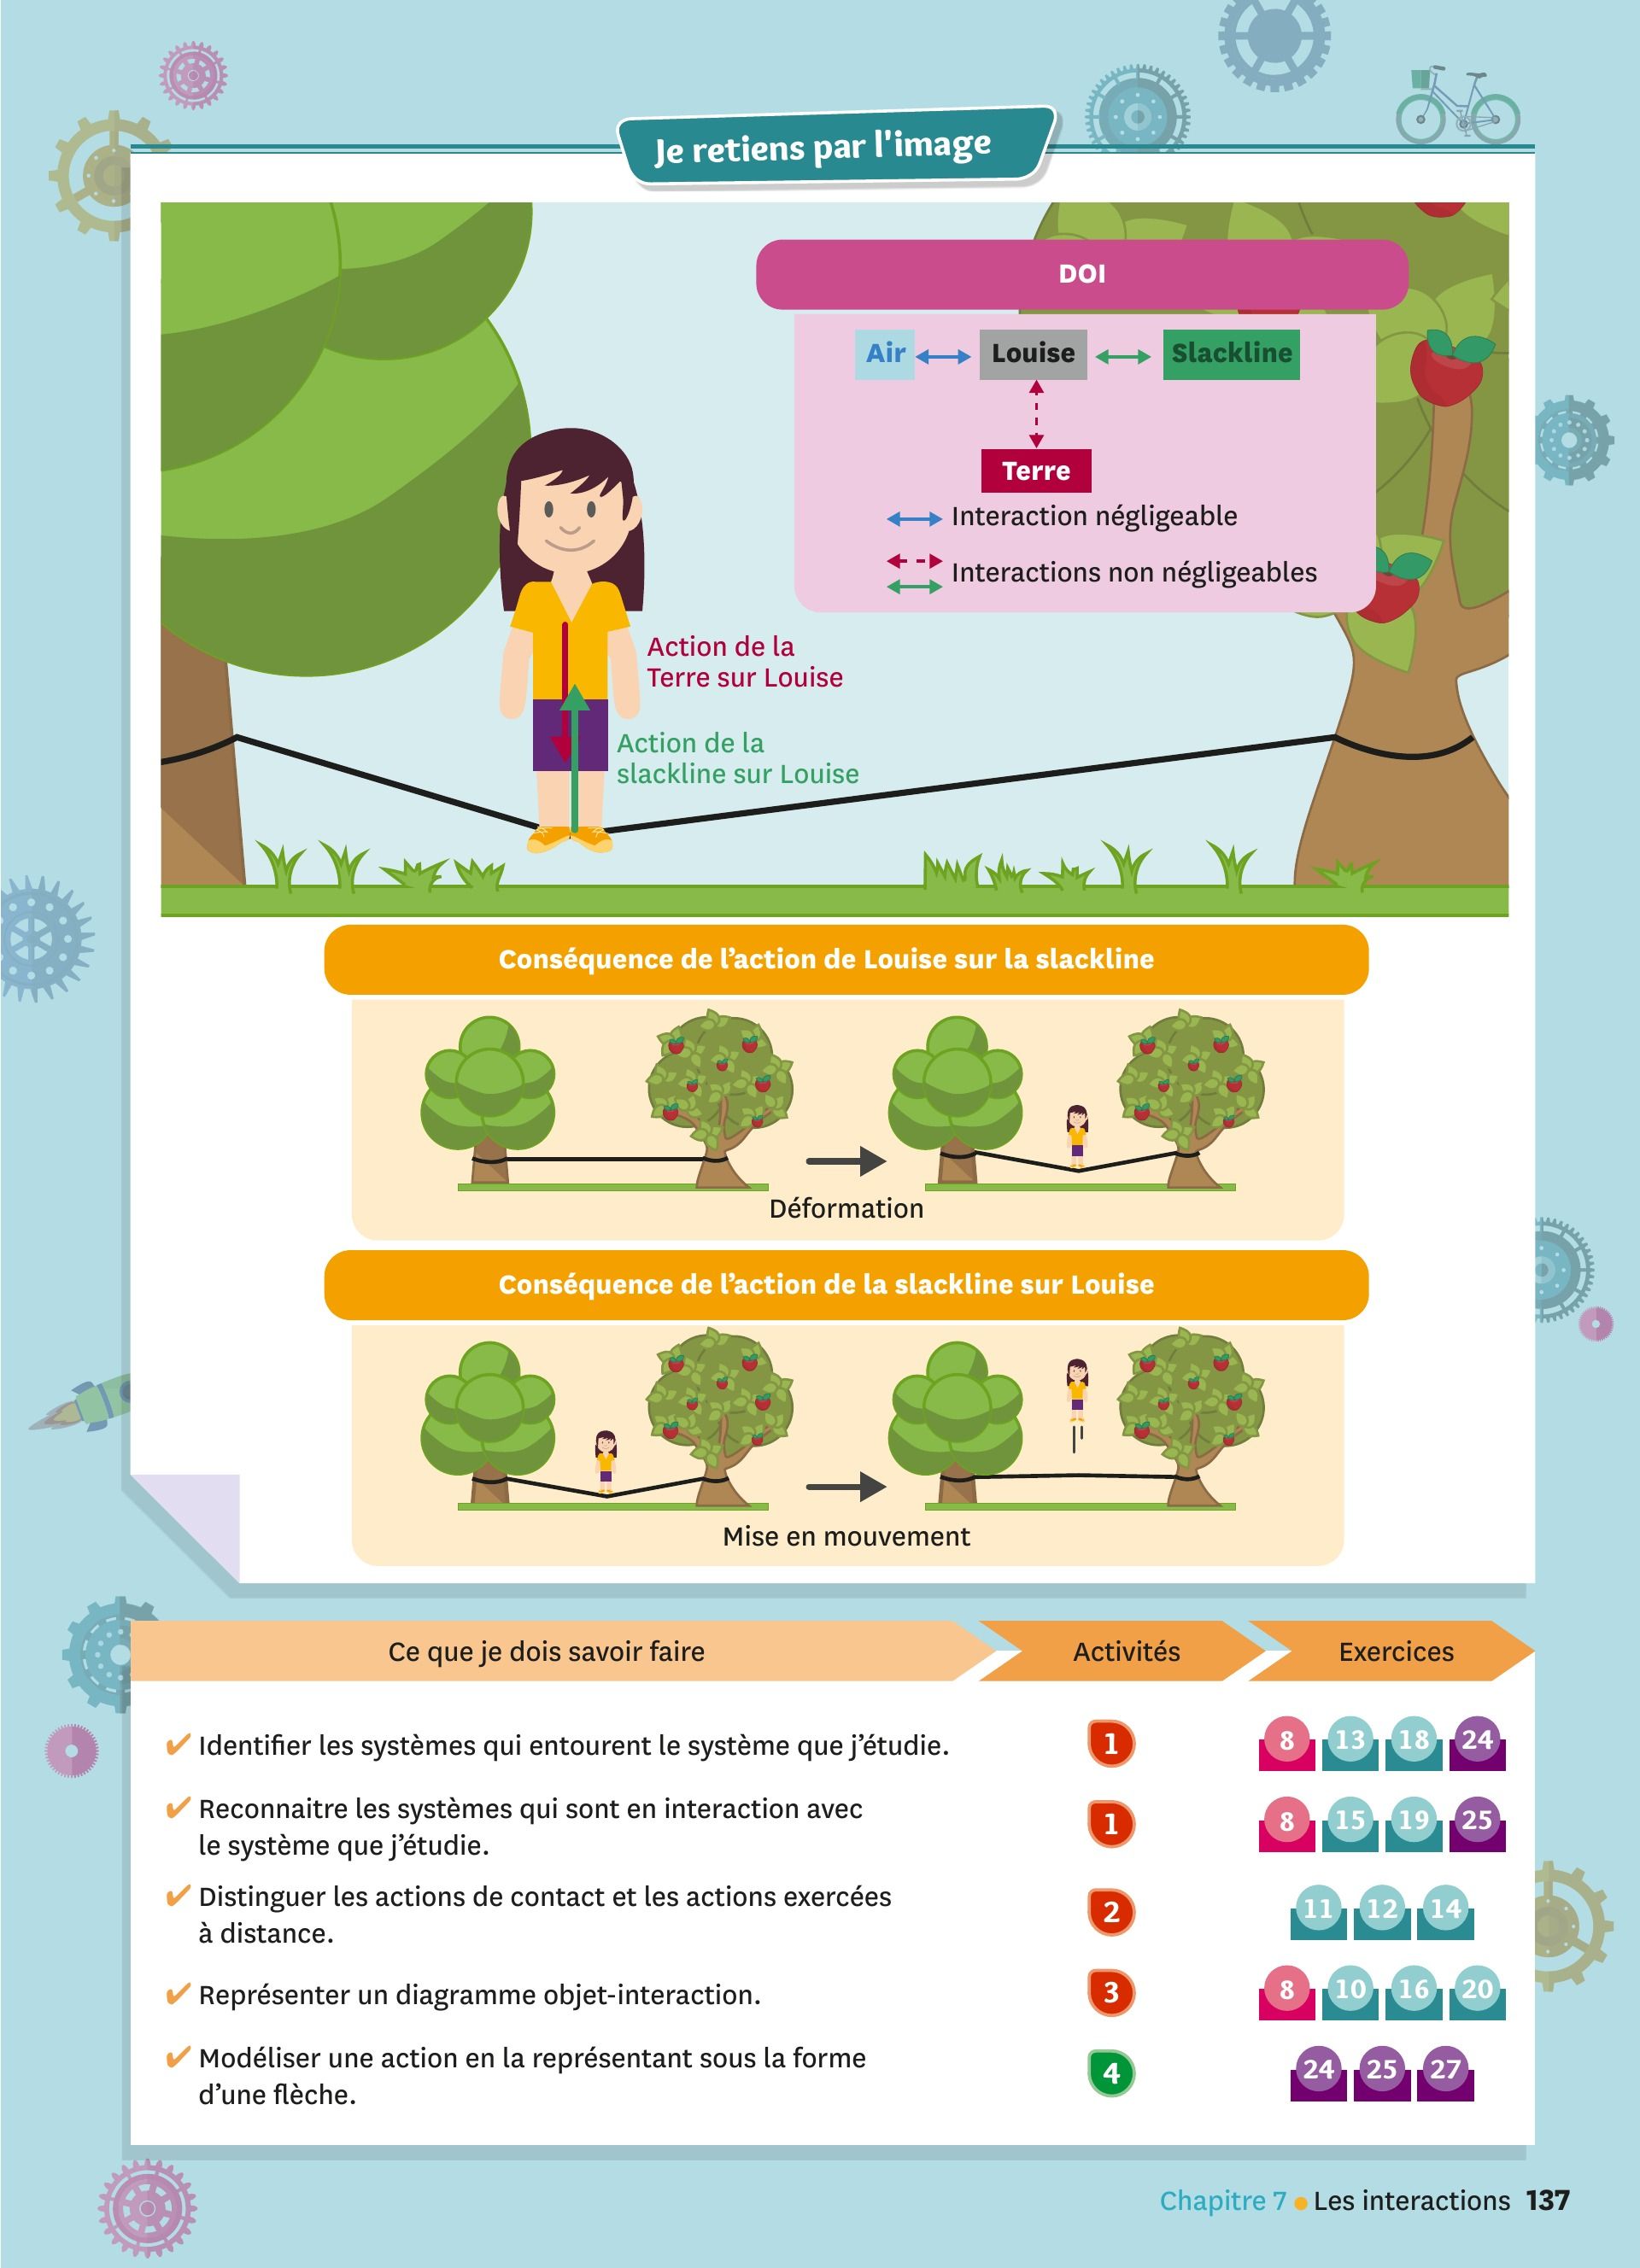 Je retiens par l'image
DOI
Air
Louise
Slackline
Terre
Interaction négligeable
Interactions non négligeables
Action de la
Terre sur Louise
Action de la
slackline sur Louise
Conséquence de l’action de Louise sur la slackline
Déformation
Conséquence de l’action de la slackline sur Louise
Mise en mouvement
Ce que je dois savoir faire
Activités
Exercices
✔ Identifier les systèmes qui entourent le système que j’étudie.
1
8 13 18 24
✔ Reconnaitre les systèmes qui sont en interaction avec
le système que j’étudie.
1
8 15 19 25
✔ Distinguer les actions de contact et les actions exercées
à distance.
2
11 12 14
✔ Représenter un diagramme objet-interaction.
3
8 10 16 20
✔ Modéliser une action en la représentant sous la forme
d’une flèche.
4
24 25 27
Chapitre 7 • Les interactions 137